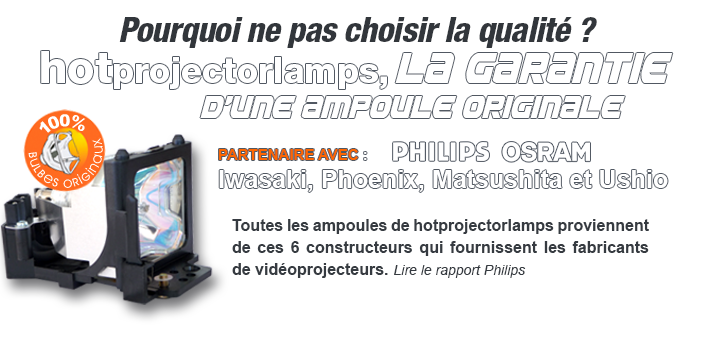 Pourquoi ne pas choisir la qualité ?
hotprojectorlamps, LA GARANTIE
D'UNE AMPOULE ORIGINALE
100%
BULBES ORIGINAUX
PARTENAIRE AVEC : PHILIPS OSRAM
Iwasaki, Phoenix, Matsushita et Ushio
Toutes les ampoules de hotprojectorlamps proviennent
de ces 6 constructeurs qui fournissent les fabricants
de vidéoprojecteurs. Lire le rapport Philips